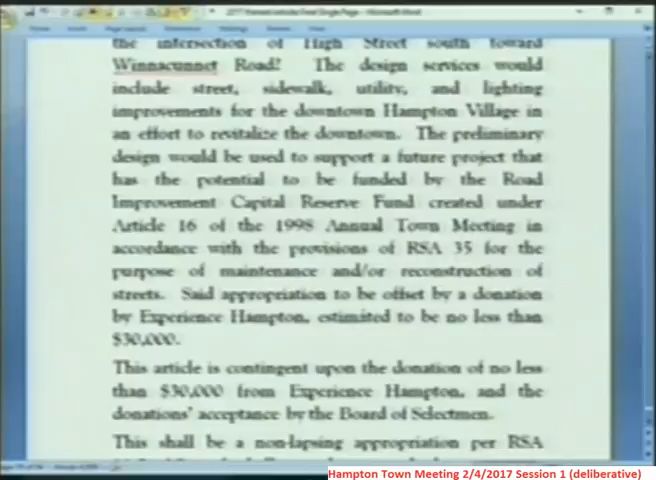 the intersection of High Street south toward
Winnacunnet Road? The design services would
include street, sidewalk, utility, and lighting
improvements for the downtown Hampton Village in
an effort to revitalize the downtown. The preliminary
design would be used to support a future project that
has the potential to be funded by the Road
Improvement Capital Reserve Fund created under
Article 16 of the 1998 Annual Town Meeting in
accordance with the provisions of RSA 35 for the
purpose of maintenance and/or reconstruction of
streets. Said appropriation to be offset by a donation
by Experience Hampton, estimited to be no less than
$30,000.
This article is contingent upon the donation of no less
than $30,000 from Experience Hampton, and the
donations' acceptance by the Board of Selectmen.
This shall be a non-lapsing appropriation per RSA
Hampton Town Meeting 2/4/2017 Session 1 (deliberative)